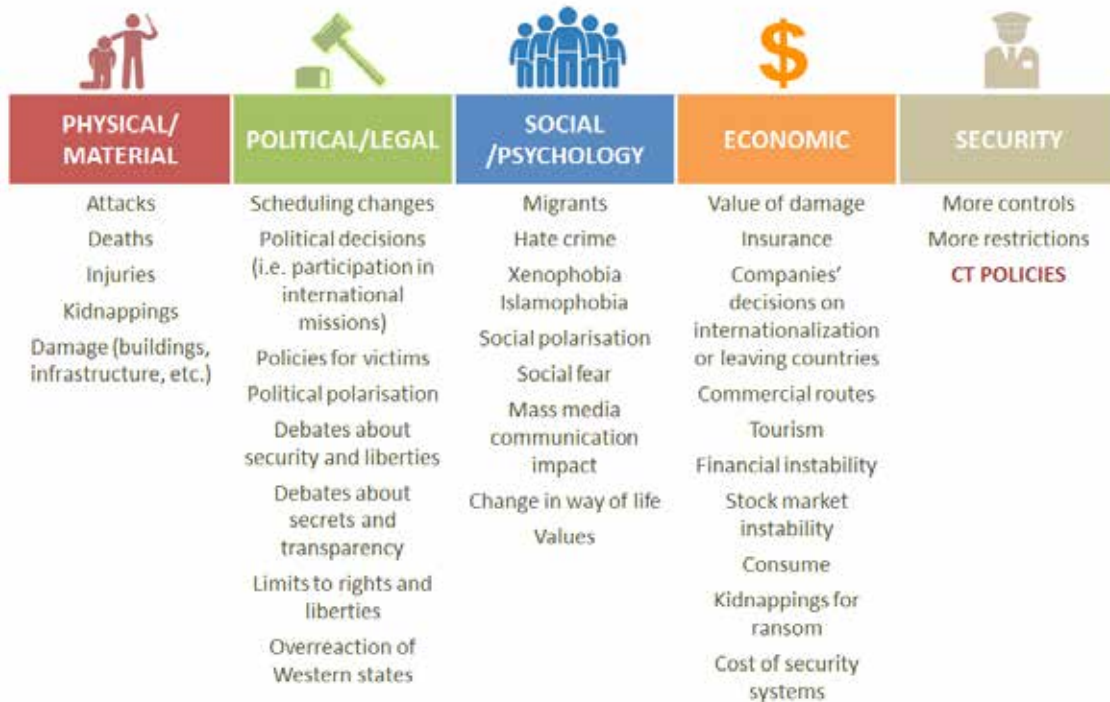 PHYSICAL/
MATERIAL
Attacks
Deaths
Injuries
Kidnappings
Damage (buildings,
infrastructure, etc.)
POLITICAL/LEGAL
Scheduling changes
Political decisions
(i.e. participation in
international
missions)
Policies for victims
Political polarisation
Debates about
security and liberties
Debates about
secrets and
transparency
Limits to rights and
liberties
Overreaction of
Western states
SOCIAL
/PSYCHOLOGY
Migrants
Hate crime
Xenophobia
Islamophobia
Social polarisation
Social fear
Mass media
communication
impact
Change in way of life
Values
$
ECONOMIC
Value of damage
Insurance
Companies’
decisions on
internationalization
or leaving countries
Commercial routes
Tourism
Financial instability
Stock market
instability
Consume
Kidnappings for
ransom
Cost of security
systems
SECURITY
More controls
More restrictions
CT POLICIES